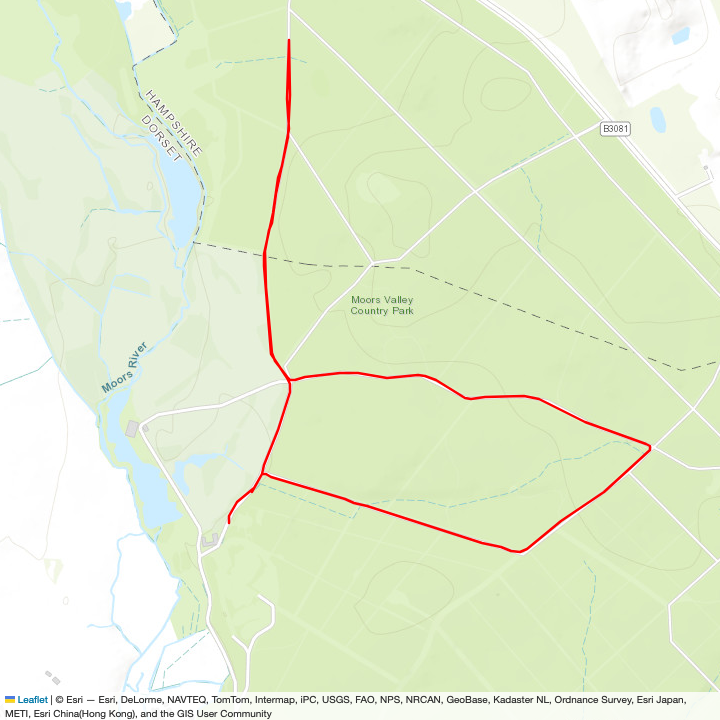 HAMPSHIRE
DORSET
B3081
Moors Valley
Country Park
Moors River
Leaflet | © Esri — Esri, DeLorme, NAVTEQ, TomTom, Intermap, iPC, USGS, FAO, NPS, NRCAN, GeoBase, Kadaster NL, Ordnance Survey, Esri Japan,
METI, Esri China(Hong Kong), and the GIS User Community